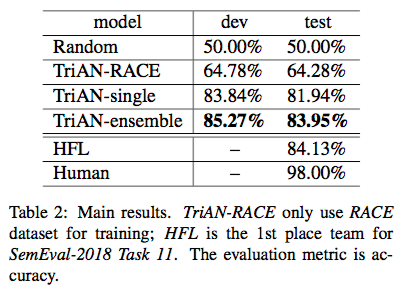 model dev test
Random 50.00% 50.00%
TriAN-RACE 64.78% 64.28%
TriAN-single 83.84% 81.94%
TriAN-ensemble 85.27% 83.95%
HFL – 84.13%
Human – 98.00%
Table 2: Main results. TriAN-RACE only use RACE
dataset for training; HFL is the 1st place team for
SemEval-2018 Task 11. The evaluation metric is ac-
curacy.